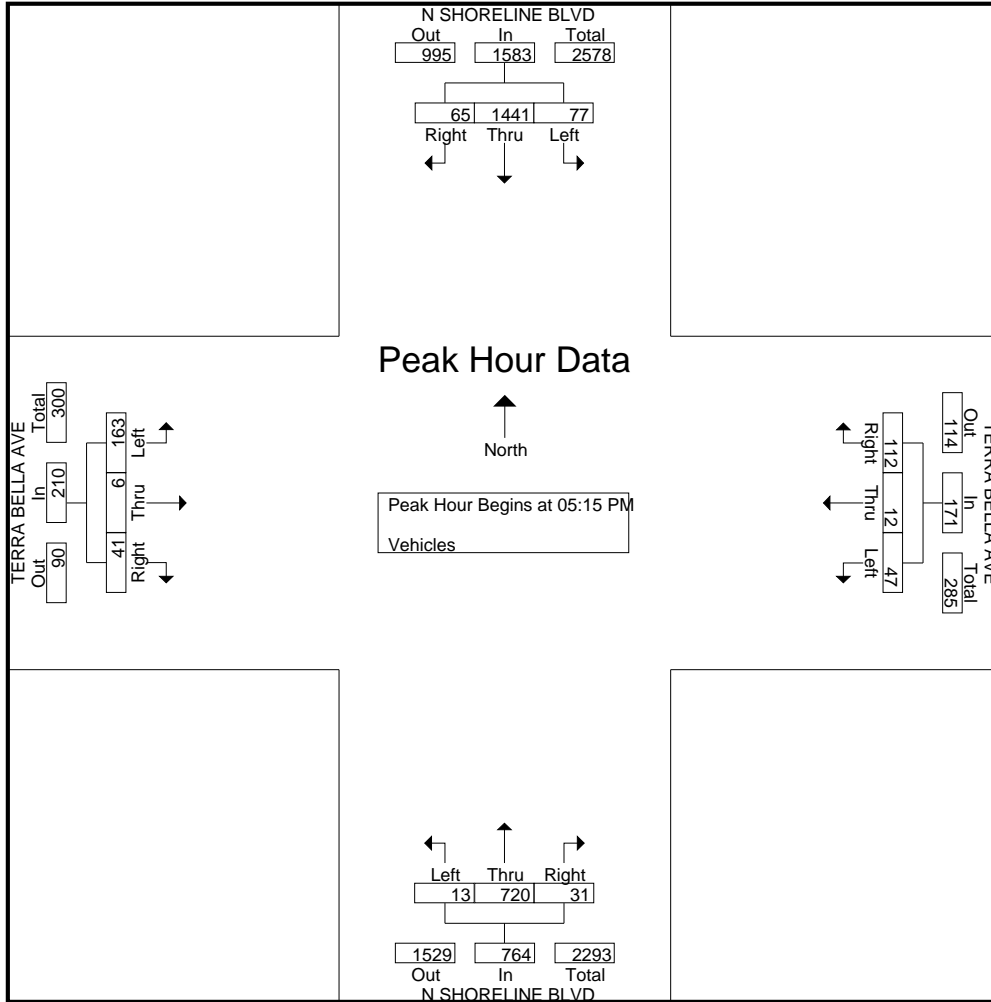 N SHORELINE BLVD
Out In Total
995 1583 2578
65 1441 77
Right Thru Left
Peak Hour Data
North
Peak Hour Begins at 05:15 PM
Vehicles
TERRA BELLA AVE
Out In Total
90 210 300
41 6 163
Right Thru Left
TERRA BELLA AVE
Out In Total
114 171 285
112 12 47
Right Thru Left
Left Thru Right
13 720 31
1529 764 2293
Out In Total
N SHORELINE BLVD